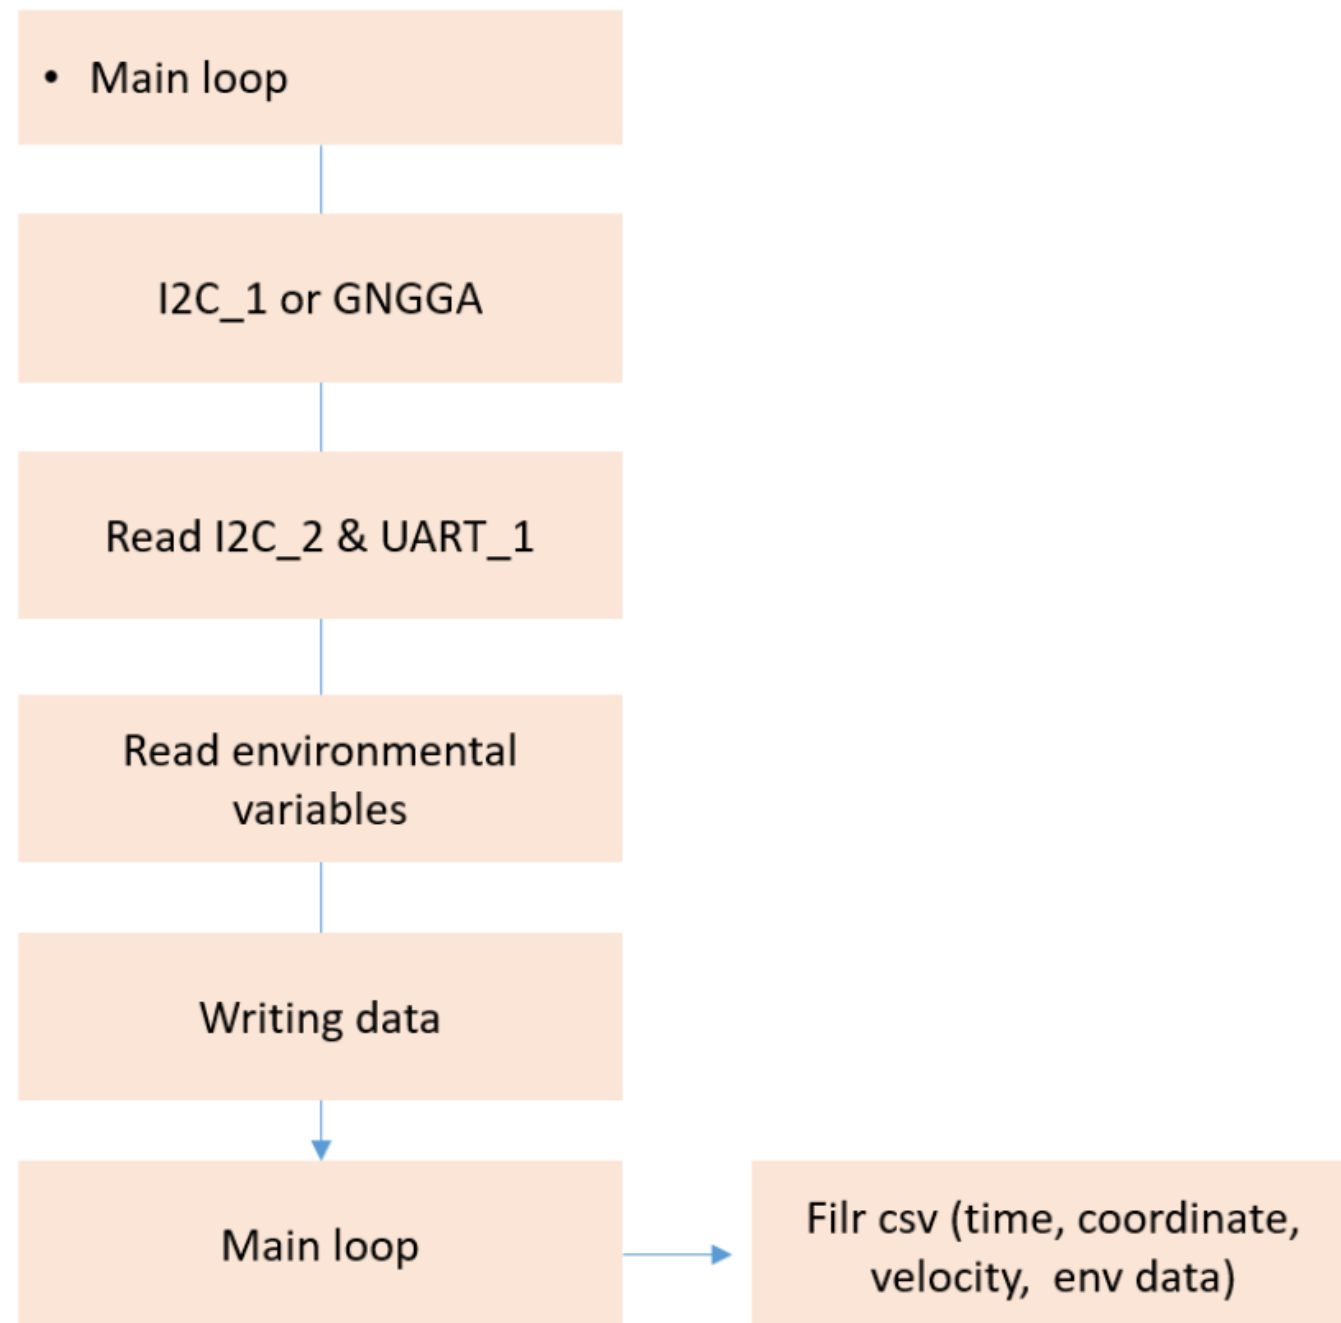 • Main loop
I2C_1 or GNGGA
Read I2C_2 & UART_1
Read environmental
variables
Writing data
Main loop
Filr csv (time, coordinate,
velocity,  env data)